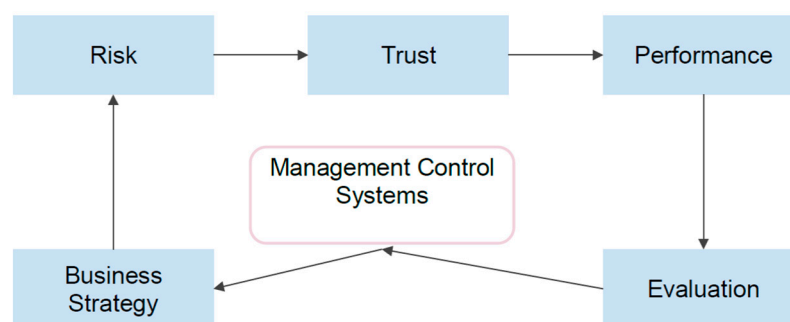 Risk
Trust
Performance
Management Control
Systems
Business
Strategy
Evaluation